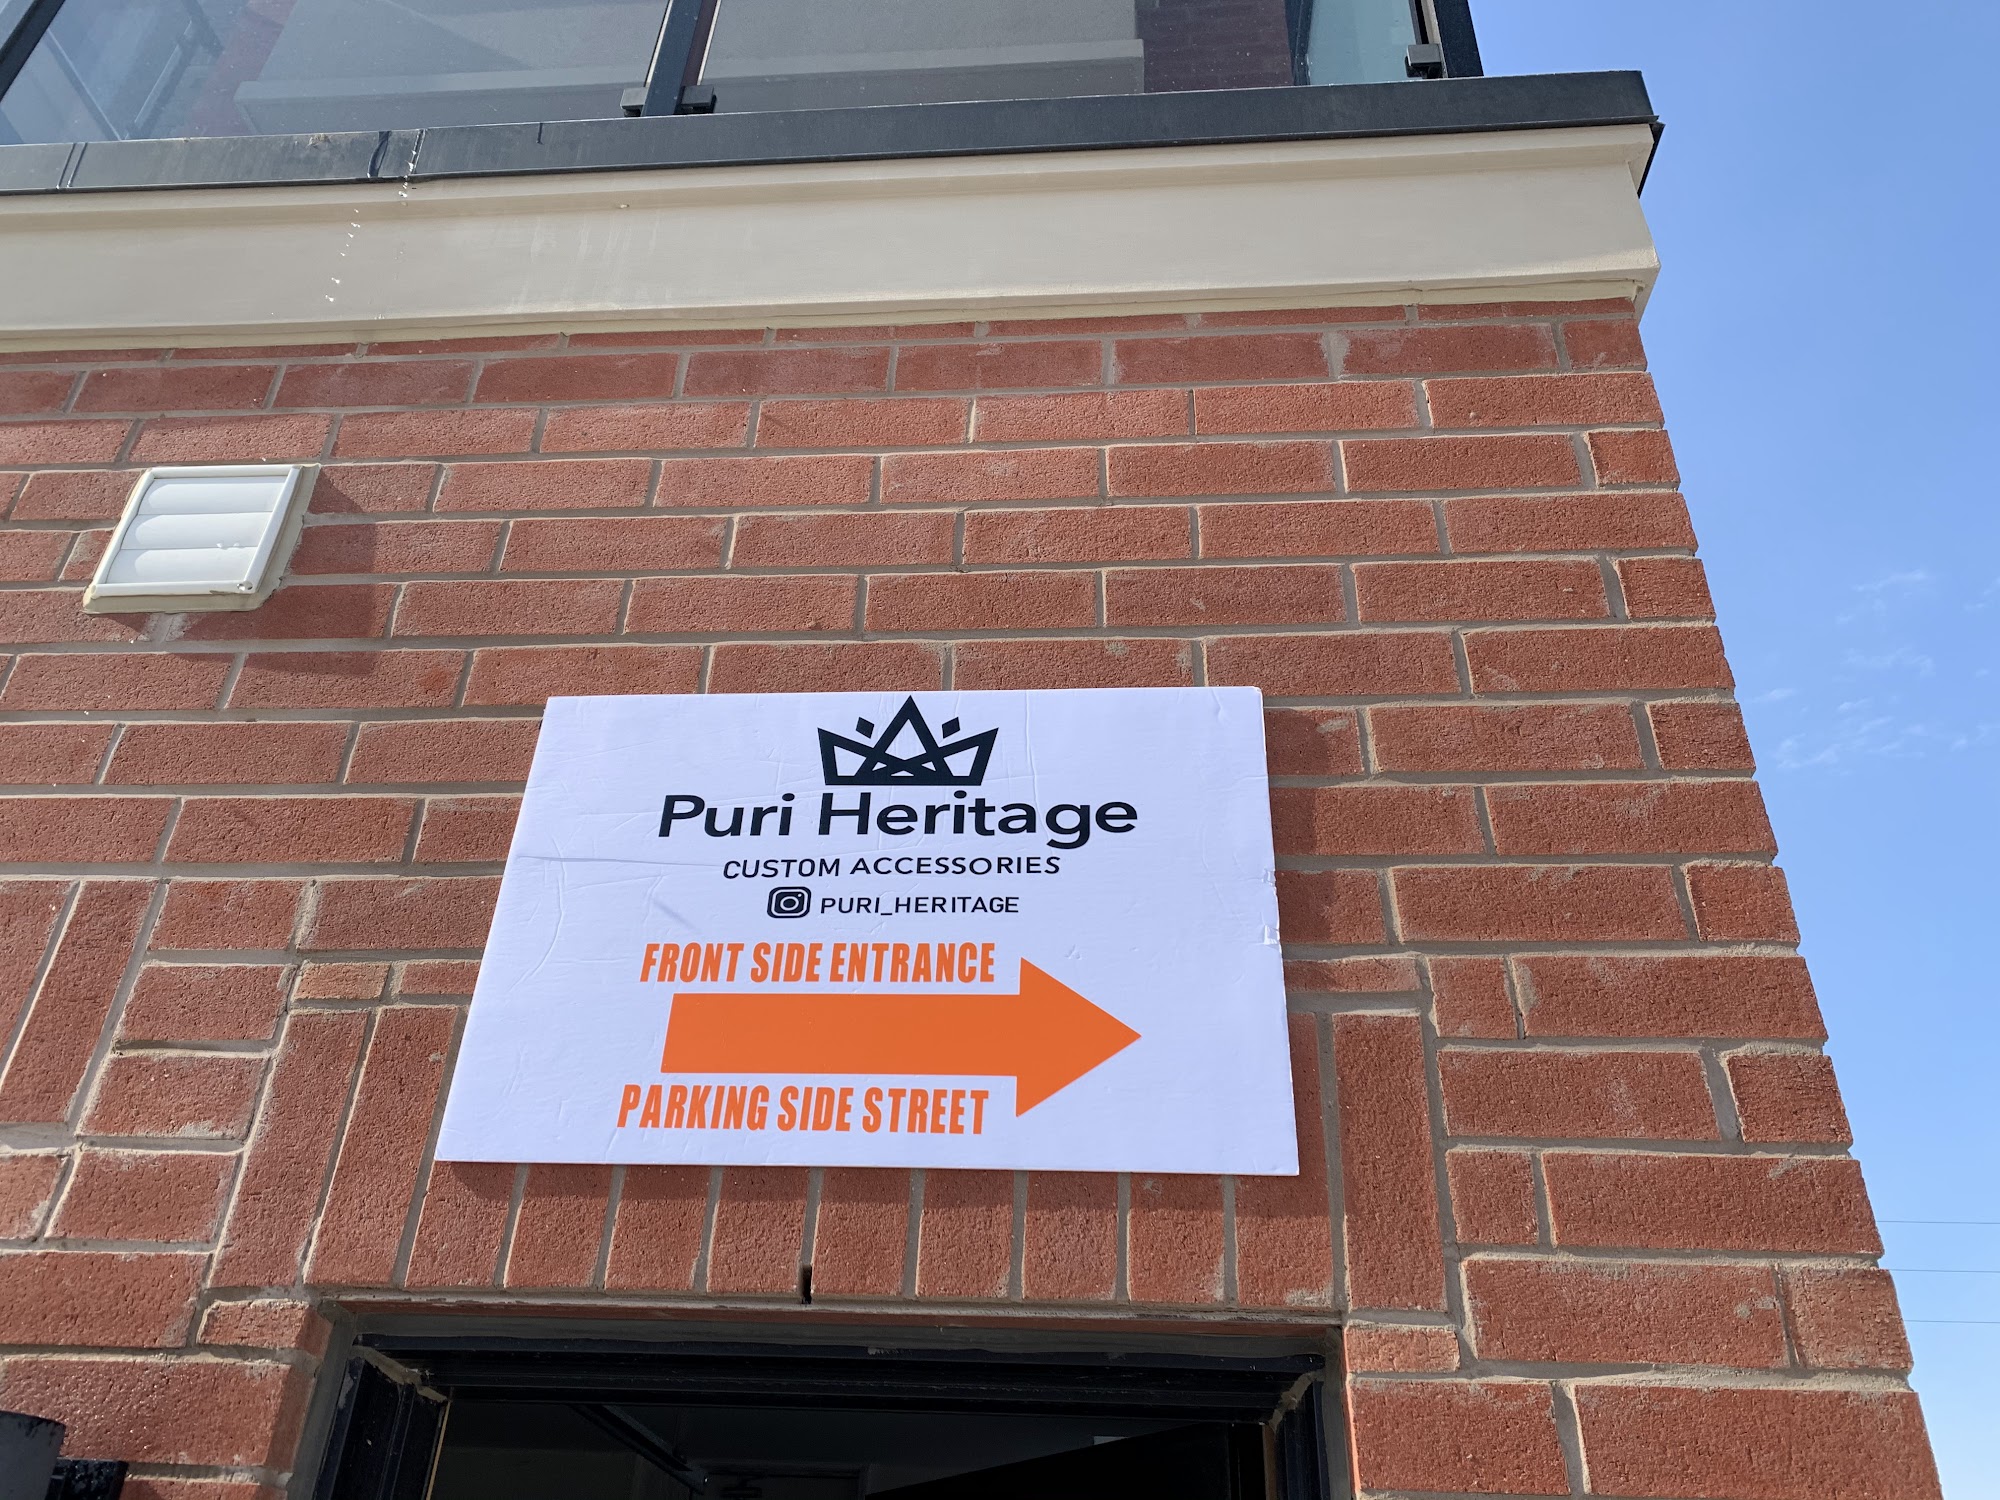 Puri Heritage
CUSTOM ACCESSORIES
PURI_HERITAGE
FRONT SIDE ENTRANCE
PARKING SIDE STREET